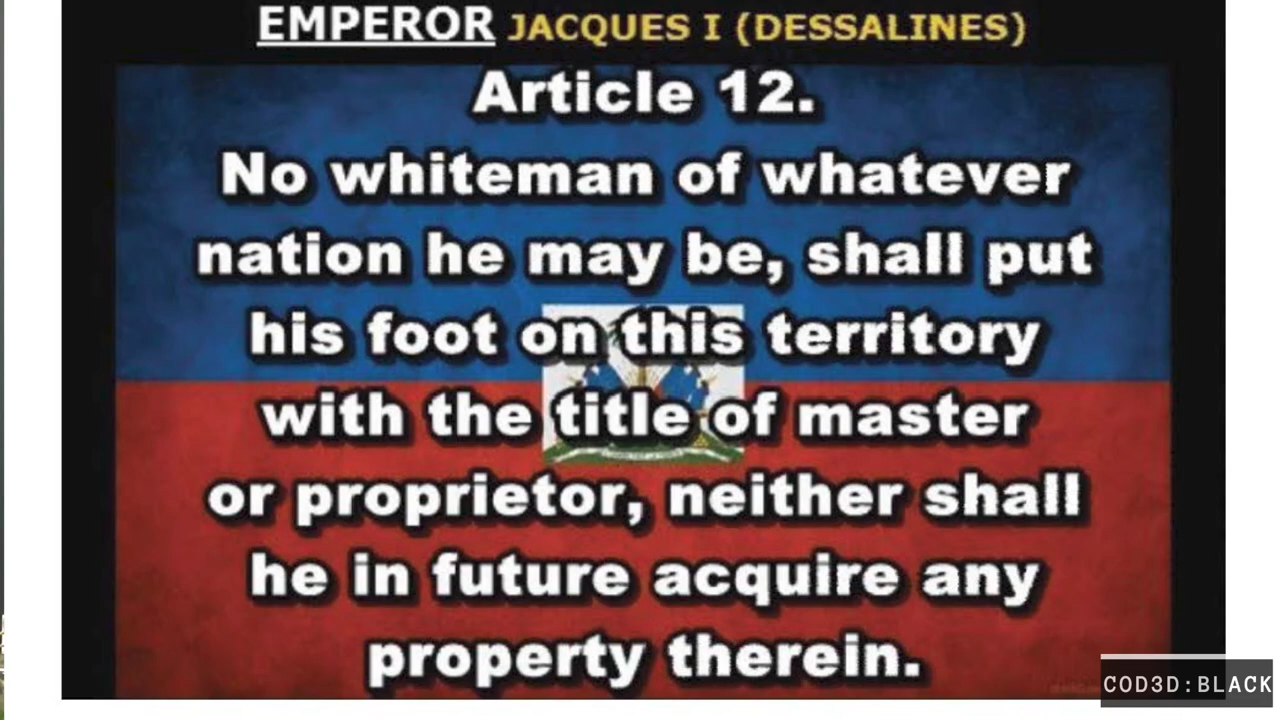 EMPEROR JACQUES I (DESSALINES)
Article 12.
No whiteman of whatever
nation he may be, shall put
his foot on this territory
with the title of master
or proprietor, neither shall
he in future acquire any
property therein.
COD3D:BLACK